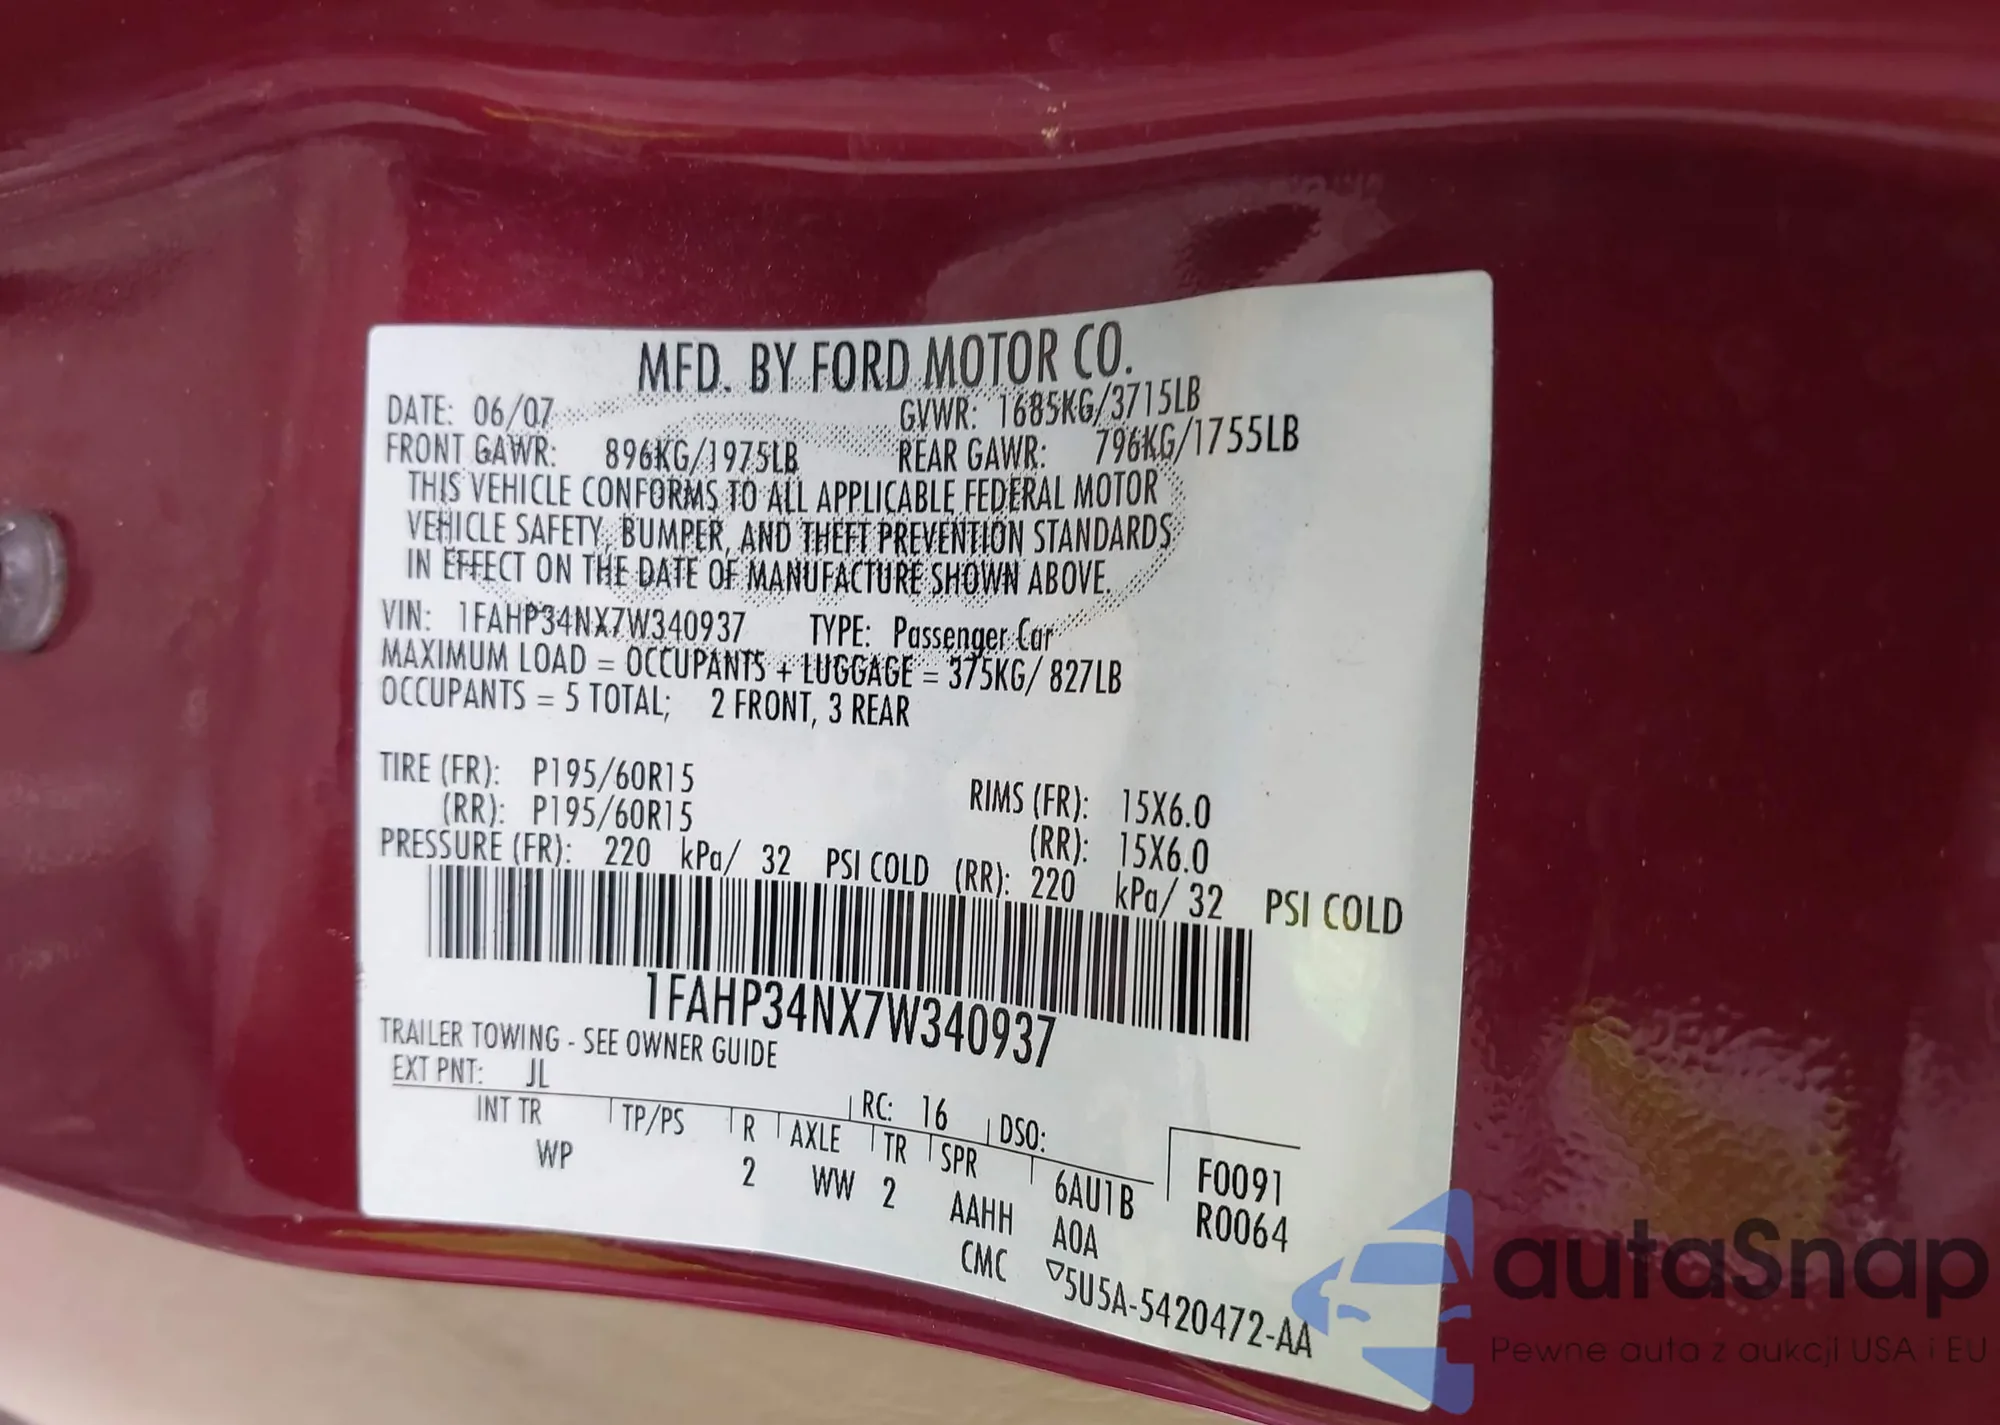 MFD. BY FORD MOTOR CO.
DATE: 06/07 GVWR: 1685KG/3715LB
FRONT GAWR: 896KG/1975LB REAR GAWR: 796KG/1755LB
THIS VEHICLE CONFORMS TO ALL APPLICABLE FEDERAL MOTOR
VEHICLE SAFETY, BUMPER, AND THEFT PREVENTION STANDARDS
IN EFFECT ON THE DATE OF MANUFACTURE SHOWN ABOVE.
VIN: 1FAHP34NX7W340937 TYPE: Passenger Car
MAXIMUM LOAD = OCCUPANTS + LUGGAGE = 375KG/ 827LB
OCCUPANTS = 5 TOTAL; 2 FRONT, 3 REAR
TIRE (FR): P195/60R15 RIMS (FR): 15X6.0
(RR): P195/60R15 (RR): 15X6.0
PRESSURE (FR): 220 kPa/ 32 PSI COLD (RR): 220 kPa/ 32 PSI COLD
1FAHP34NX7W340937
TRAILER TOWING - SEE OWNER GUIDE
EXT PNT: JL RC: 16 DSO:
INT TR TP/PS R AXLE TR SPR 6AU1B F0091
WP 2 WW 2 AAHH A0A R0064
CMC ▽5U5A-5420472-AA
autaSnap
Pewne auta z aukcji USA i EU